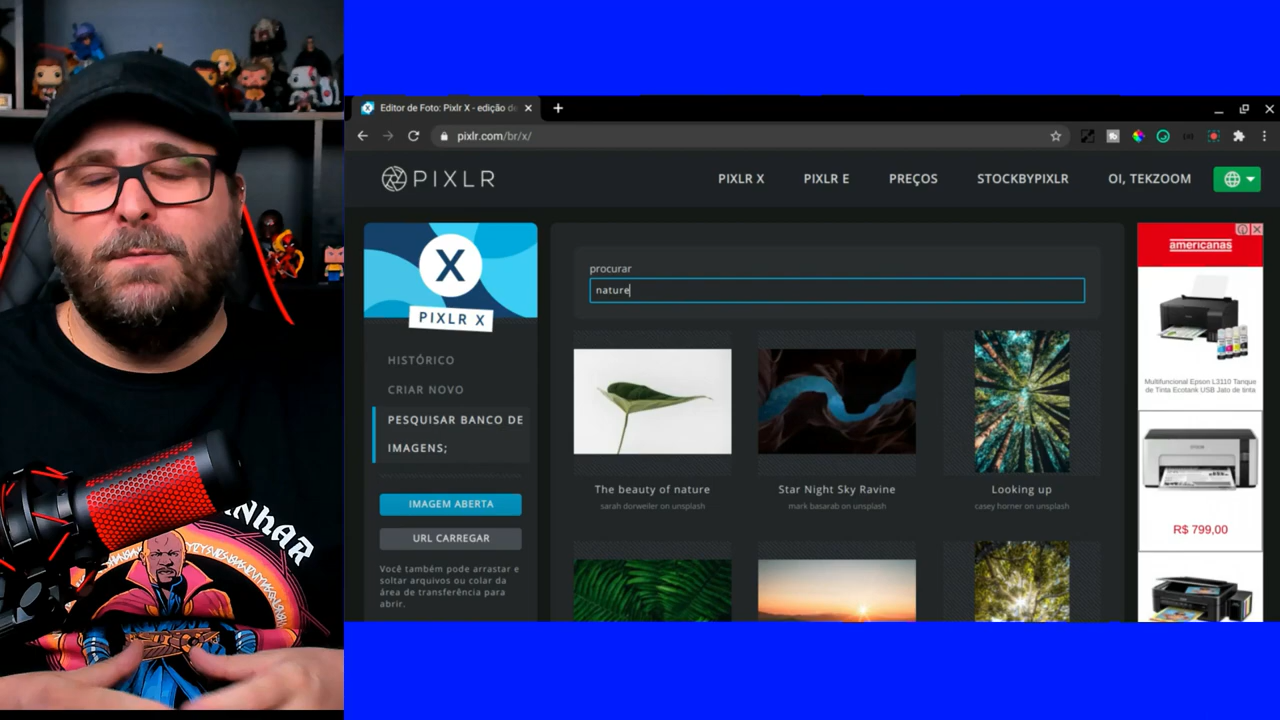 Editor de Foto: Pixlr X - edição de
pixlr.com/br/x/
PIXLR
PIXLR X
PIXLR E
PREÇOS
STOCKBYPIXLR
OI, TEKZOOM
X
PIXLR X
HISTÓRICO
CRIAR NOVO
PESQUISAR BANCO DE
IMAGENS;
IMAGEM ABERTA
URL CARREGAR
Você também pode arrastar e
soltar arquivos ou colar da
área de transferência para
abrir.
procurar
nature
The beauty of nature
sarah dorweiler on unsplash
Star Night Sky Ravine
mark basarab on unsplash
Looking up
casey horner on unsplash
americanas
Multifuncional Epson L3110 Tanque
de Tinta Ecotank USB Jato de tinta
R$ 799,00